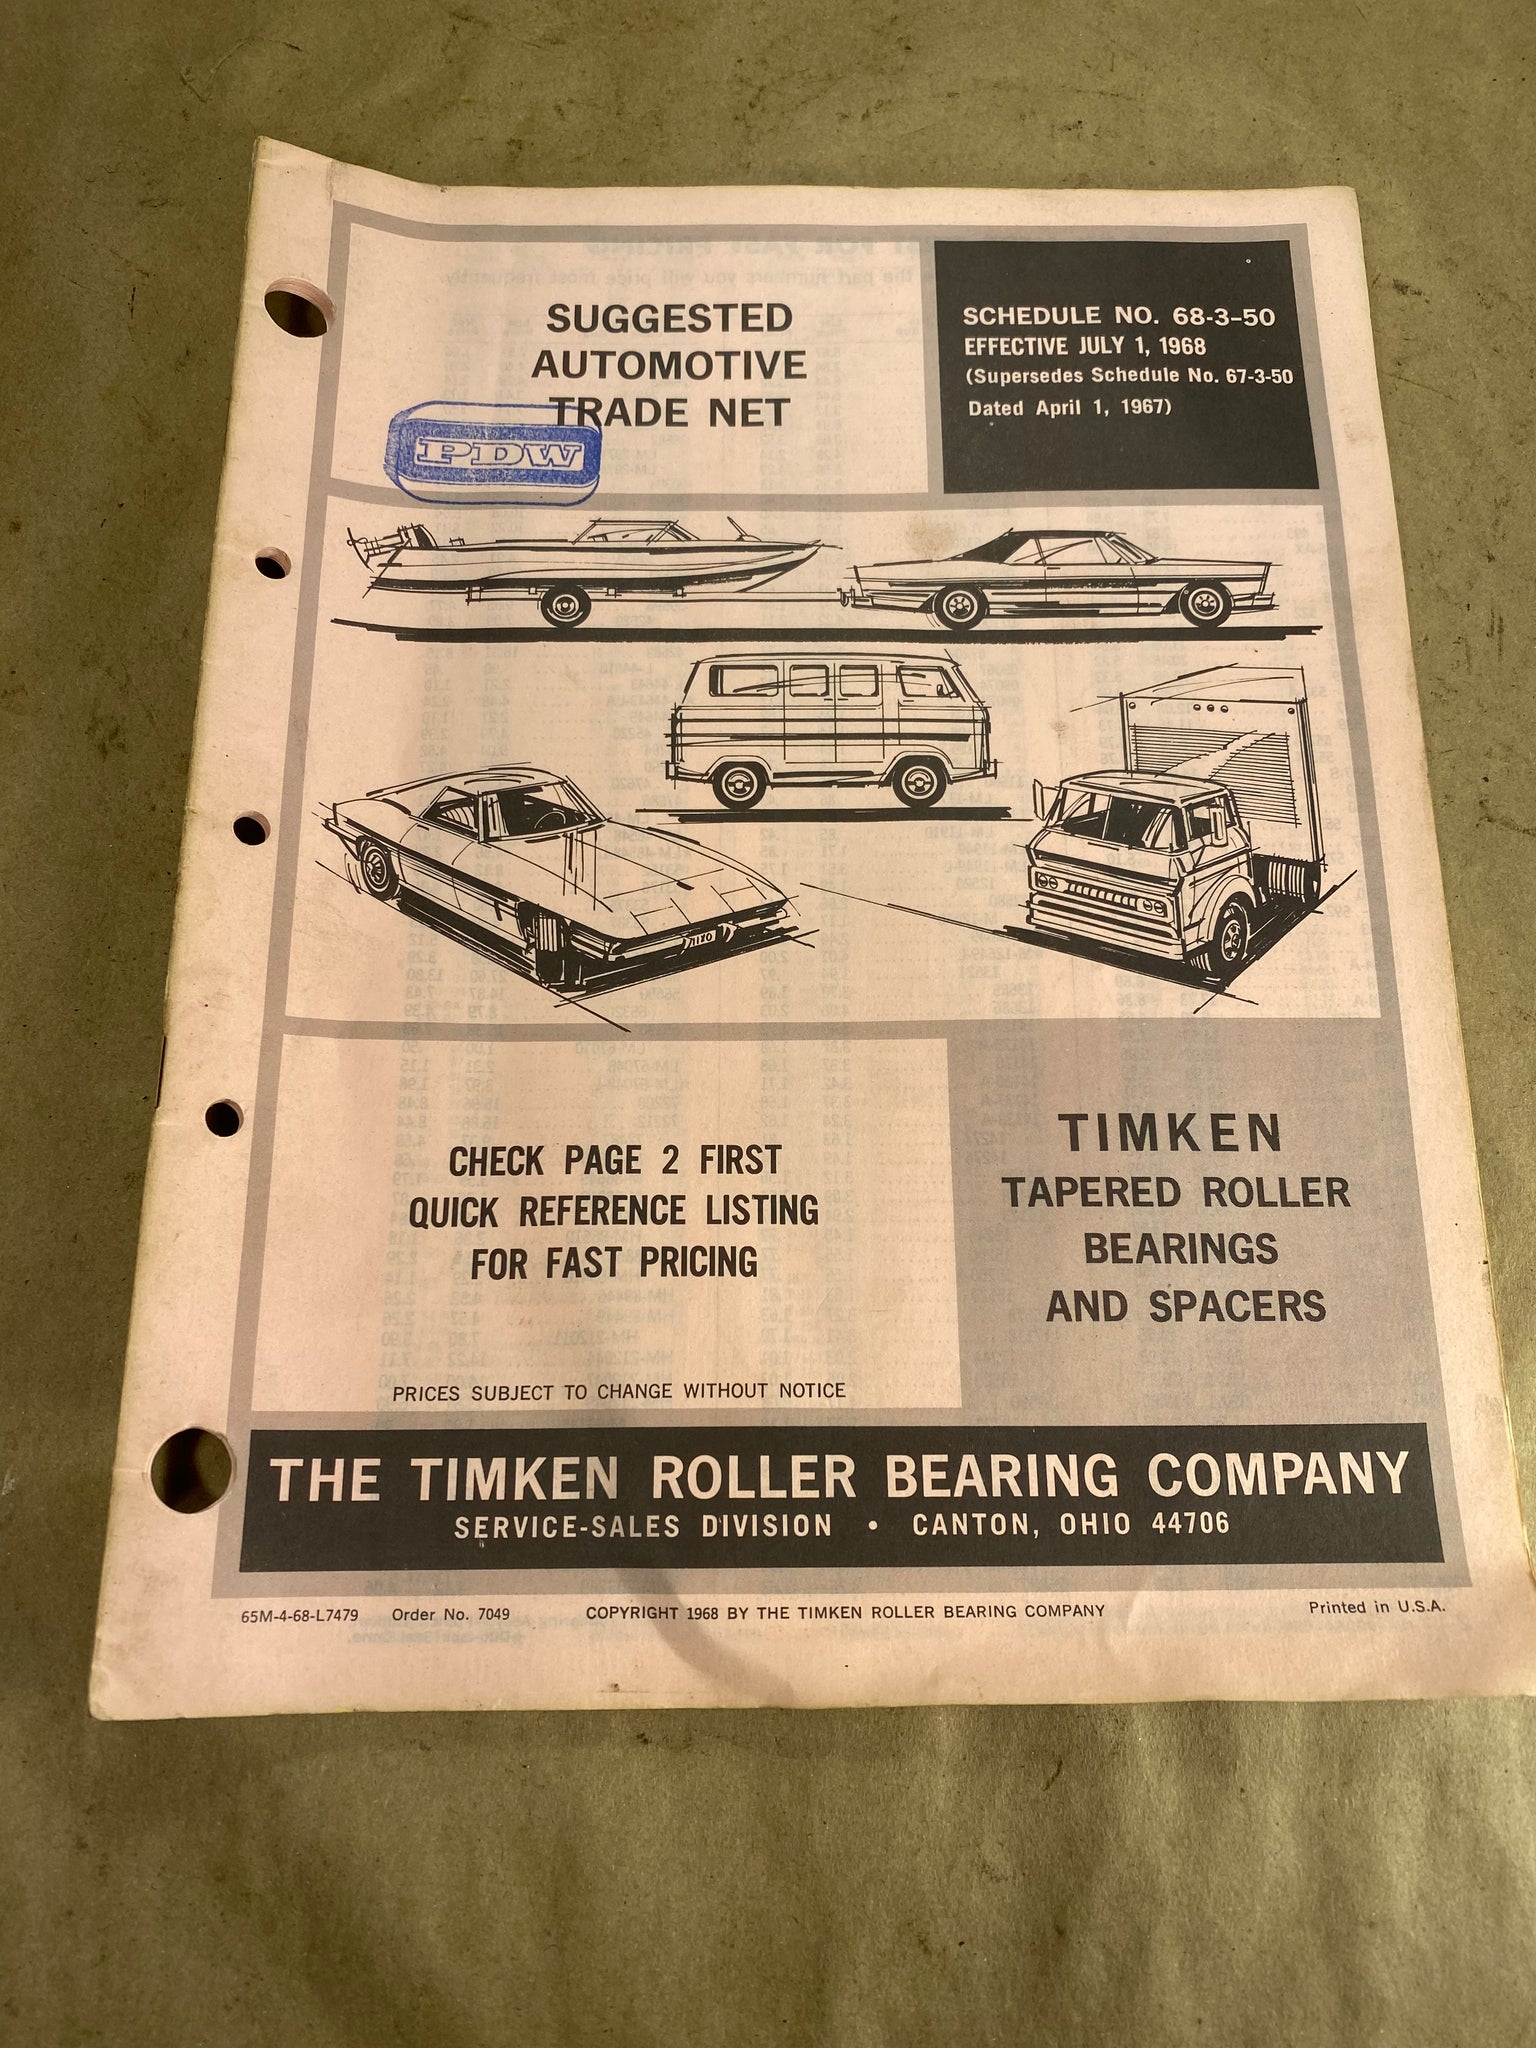 SUGGESTED
AUTOMOTIVE
TRADE NET
PDW
SCHEDULE NO. 68-3-50
EFFECTIVE JULY 1, 1968
(Supersedes Schedule No. 67-3-50
Dated April 1, 1967)
CHECK PAGE 2 FIRST
QUICK REFERENCE LISTING
FOR FAST PRICING
PRICES SUBJECT TO CHANGE WITHOUT NOTICE
TIMKEN
TAPERED ROLLER
BEARINGS
AND SPACERS
THE TIMKEN ROLLER BEARING COMPANY
SERVICE-SALES DIVISION • CANTON, OHIO 44706
65M-4-68-L7479 Order No. 7049 COPYRIGHT 1968 BY THE TIMKEN ROLLER BEARING COMPANY Printed in U.S.A.